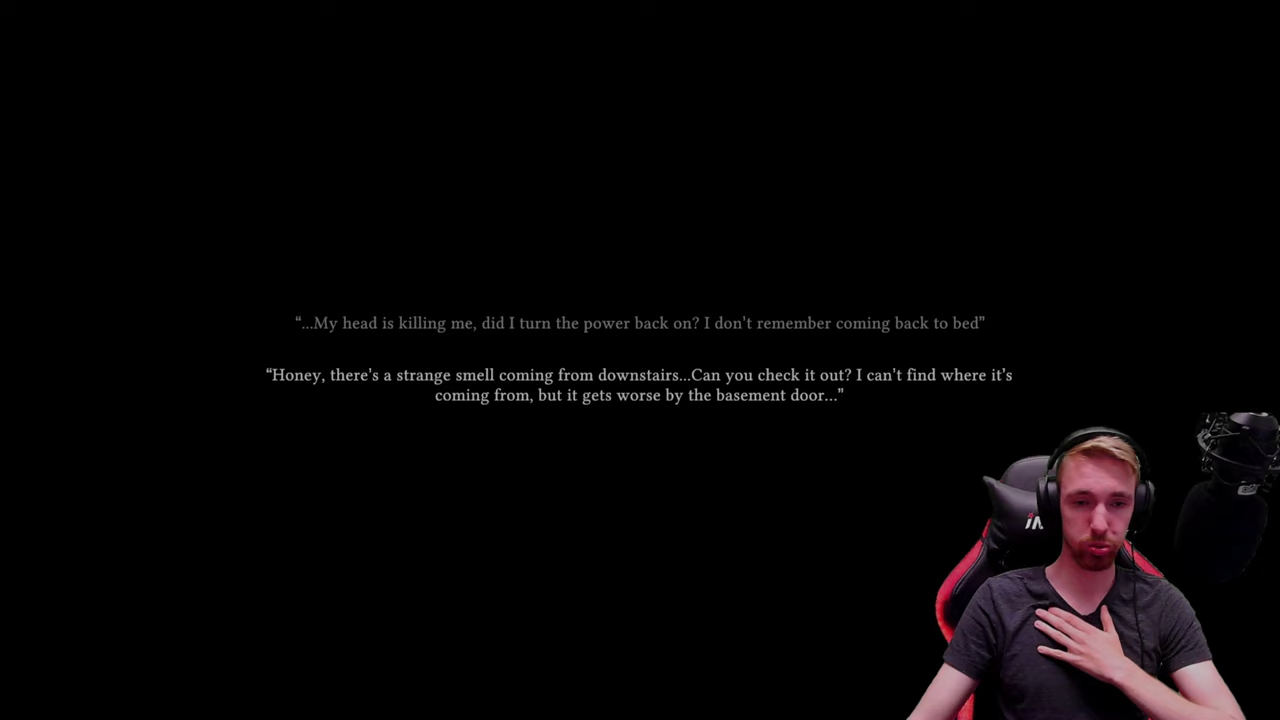 “...My head is killing me, did I turn the power back on? I don’t remember coming back to bed”
“Honey, there’s a strange smell coming from downstairs...Can you check it out? I can’t find where it’s
coming from, but it gets worse by the basement door...”